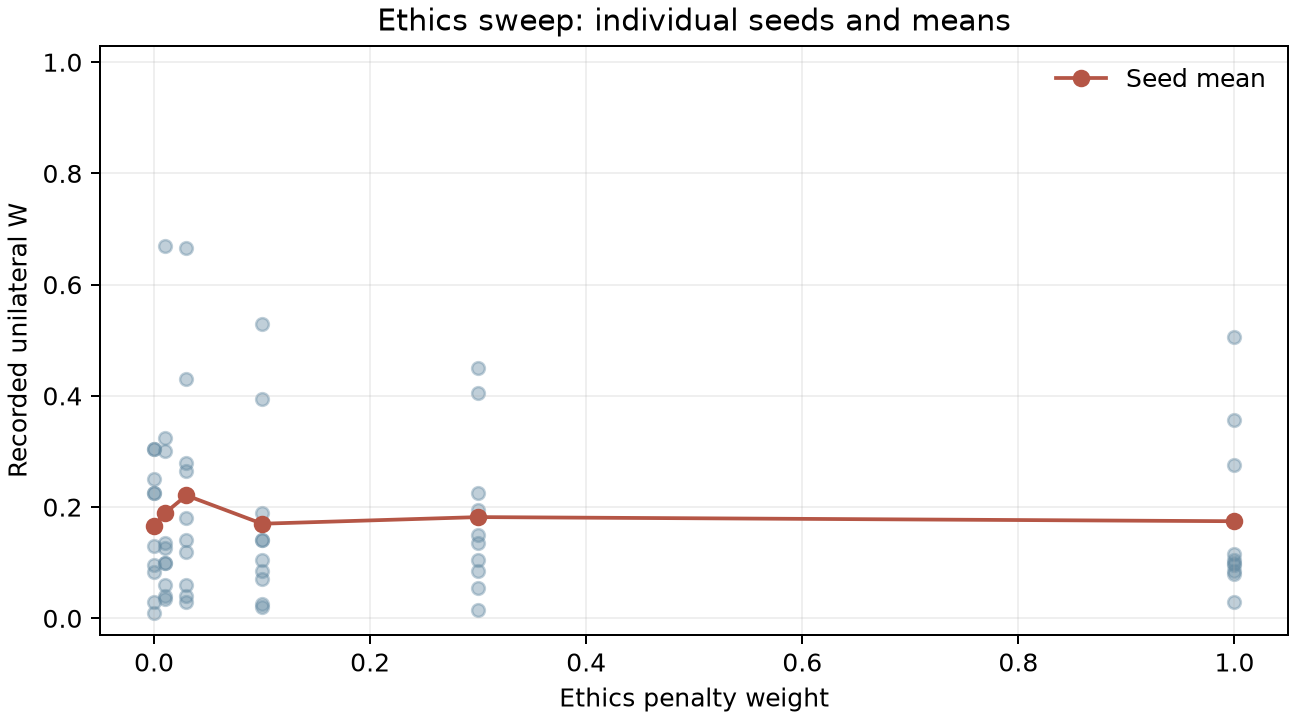 Ethics sweep: individual seeds and means
Seed mean
Recorded unilateral W
1.0
0.8
0.6
0.4
0.2
0.0
0.0 0.2 0.4 0.6 0.8 1.0
Ethics penalty weight